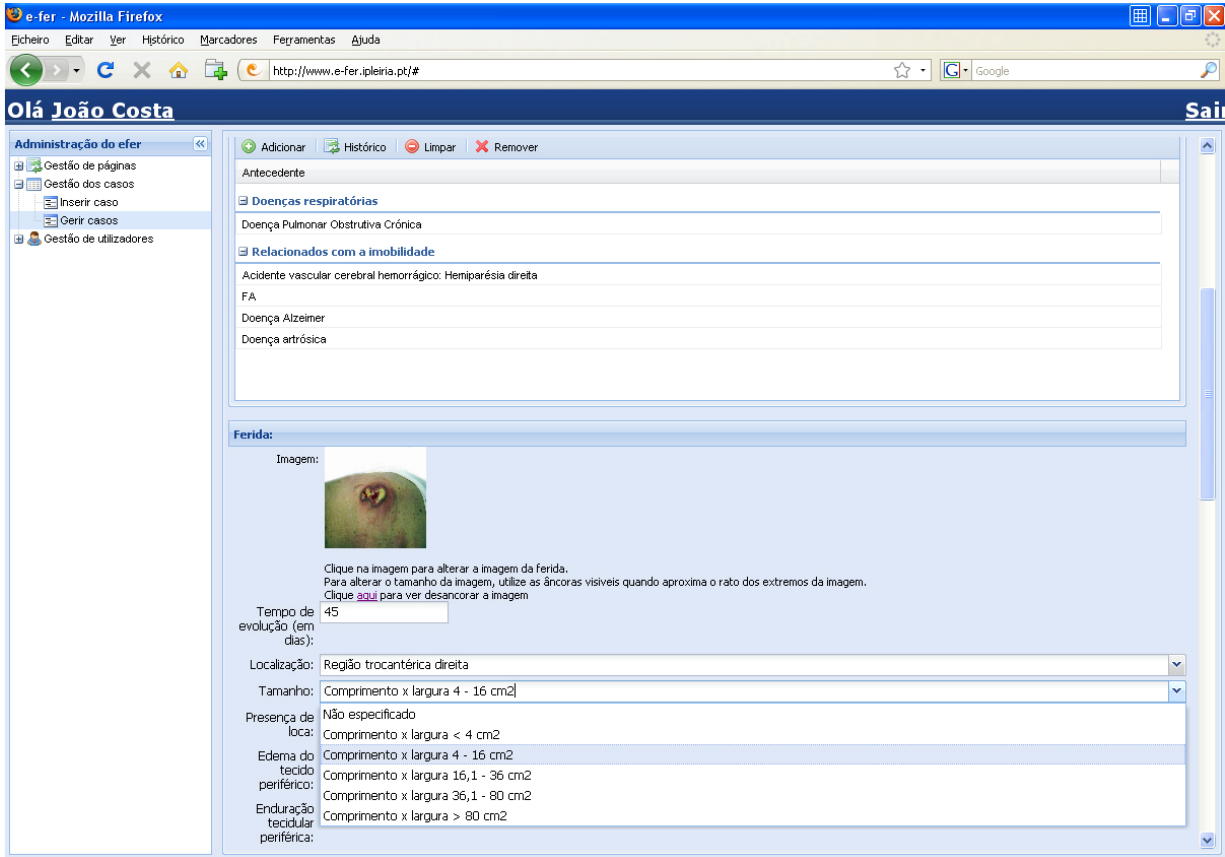 e-fer - Mozilla Firefox
Ficheiro Editar Ver Histórico Marcadores Ferramentas Ajuda
http://www.e-fer.ipleiria.pt/#
G Google
Olá João Costa
Sair
Administração do efer
Gestão de páginas
Gestão dos casos
Inserir caso
Gerir casos
Gestão de utilizadores
Adicionar Histórico Limpar Remover
Antecedente
Doenças respiratórias
Doença Pulmonar Obstrutiva Crónica
Relacionados com a imobilidade
Acidente vascular cerebral hemorrágico: Hemiparésia direita
FA
Doença Alzeimer
Doença artrósica
Ferida:
Imagem:
Clique na imagem para alterar a imagem da ferida.
Para alterar o tamanho da imagem, utilize as âncoras visiveis quando aproxima o rato dos extremos da imagem.
Clique aqui para ver desancorar a imagem
Tempo de evolução (em dias): 45
Localização: Região trocantérica direita
Tamanho: Comprimento x largura 4 - 16 cm2
Presença de loca:
Edema do tecido periférico:
Enduração tecidular periférica:
Não especificado
Comprimento x largura < 4 cm2
Comprimento x largura 4 - 16 cm2
Comprimento x largura 16,1 - 36 cm2
Comprimento x largura 36,1 - 80 cm2
Comprimento x largura > 80 cm2